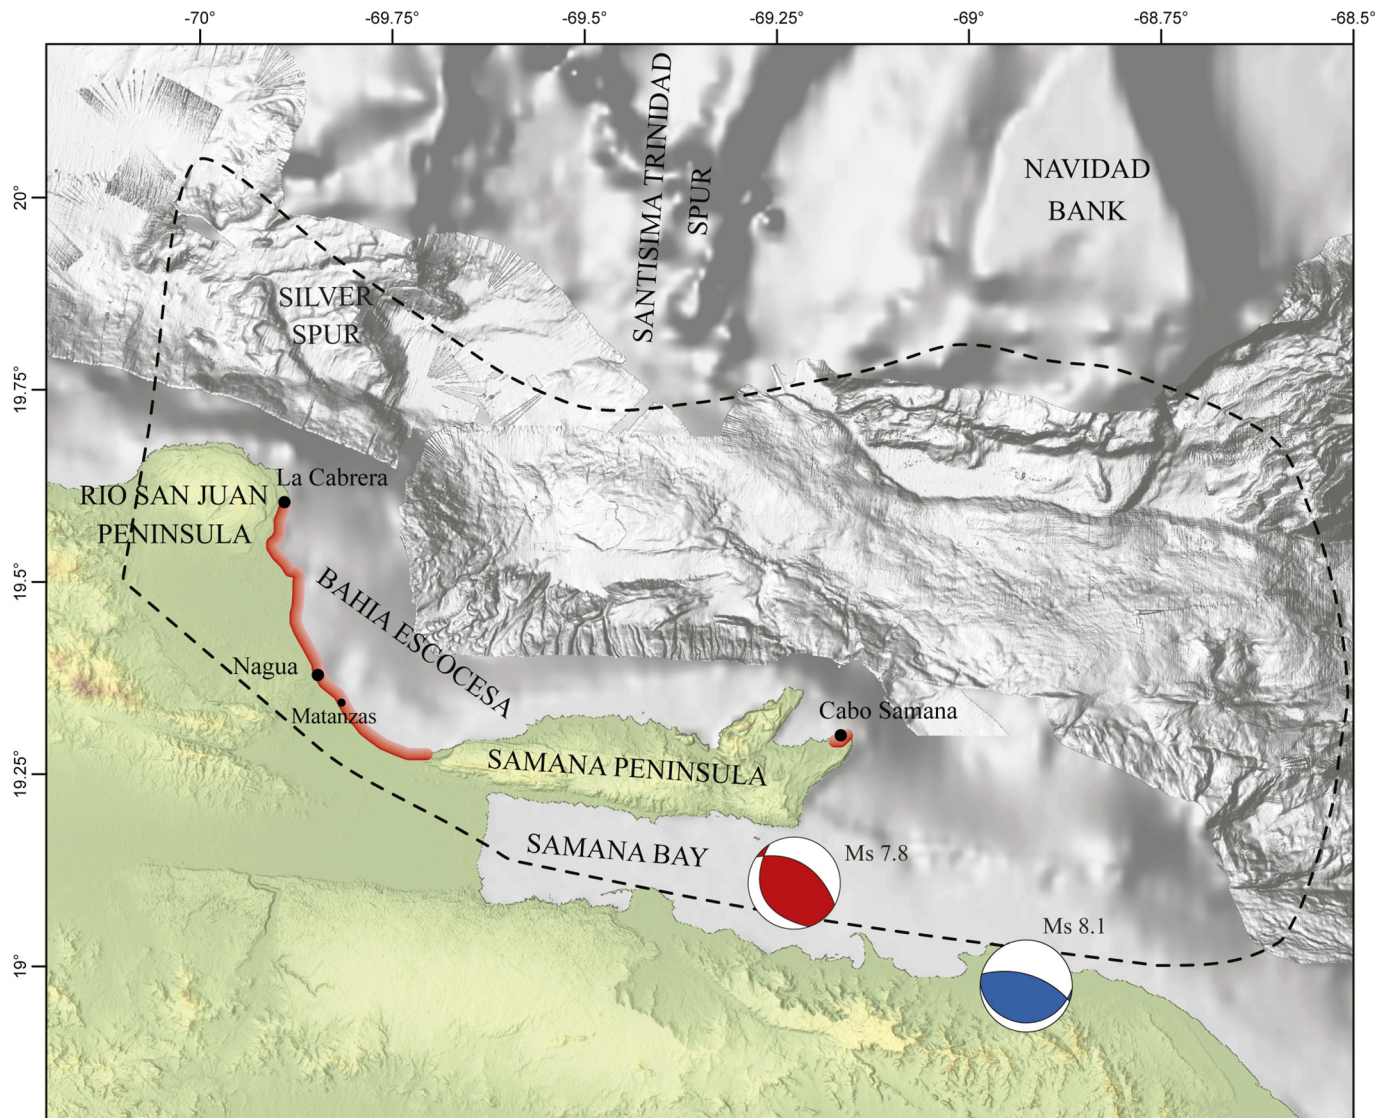 -70° -69.75° -69.5° -69.25° -69° -68.75° -68.5°
20°
19.75°
19.5°
19.25°
19°
SANTISIMA TRINIDAD
SPUR
NAVIDAD
BANK
SILVER
SPUR
La Cabrera
RIO SAN JUAN
PENINSULA
BAHIA ESCOCESA
Nagua
Matanzas
Cabo Samana
SAMANA PENINSULA
SAMANA BAY
Ms 7.8
Ms 8.1